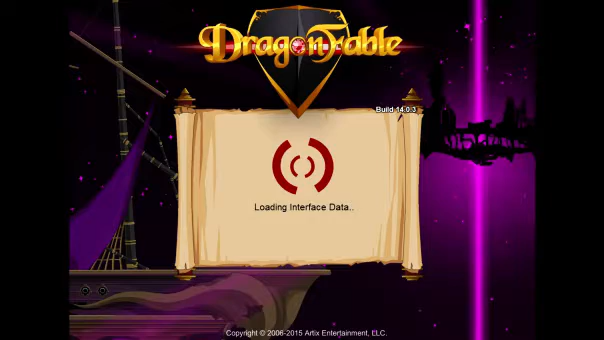 DragonFable
Build 14.0.3
Loading Interface Data..
Copyright © 2006-2015 Artix Entertainment, LLC.